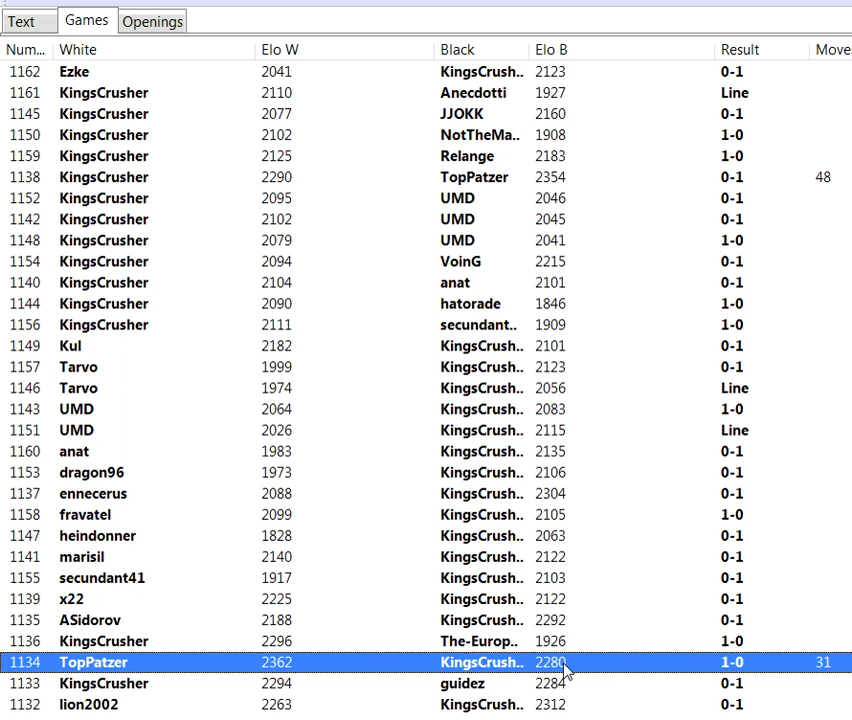 Text Games Openings
Num... White Elo W Black Elo B Result Move
1162 Ezke 2041 KingsCrush.. 2123 0-1
1161 KingsCrusher 2110 Anecdotti 1927 Line
1145 KingsCrusher 2077 JJOKK 2160 0-1
1150 KingsCrusher 2102 NotTheMa.. 1908 1-0
1159 KingsCrusher 2125 Relange 2183 1-0
1138 KingsCrusher 2290 TopPatzer 2354 0-1 48
1152 KingsCrusher 2095 UMD 2046 0-1
1142 KingsCrusher 2102 UMD 2045 0-1
1148 KingsCrusher 2079 UMD 2041 1-0
1154 KingsCrusher 2094 VoinG 2215 0-1
1140 KingsCrusher 2104 anat 2101 0-1
1144 KingsCrusher 2090 hatorade 1846 1-0
1156 KingsCrusher 2111 secundant.. 1909 1-0
1149 Kul 2182 KingsCrush.. 2101 0-1
1157 Tarvo 1999 KingsCrush.. 2123 0-1
1146 Tarvo 1974 KingsCrush.. 2056 Line
1143 UMD 2064 KingsCrush.. 2083 1-0
1151 UMD 2026 KingsCrush.. 2115 Line
1160 anat 1983 KingsCrush.. 2135 0-1
1153 dragon96 1973 KingsCrush.. 2106 0-1
1137 ennecerus 2088 KingsCrush.. 2304 0-1
1158 fravatel 2099 KingsCrush.. 2105 1-0
1147 heindonner 1828 KingsCrush.. 2063 0-1
1141 marisil 2140 KingsCrush.. 2122 0-1
1155 secundant41 1917 KingsCrush.. 2103 0-1
1139 x22 2225 KingsCrush.. 2122 0-1
1135 ASidorov 2188 KingsCrush.. 2292 0-1
1136 KingsCrusher 2296 The-Europ.. 1926 1-0
1134 TopPatzer 2362 KingsCrush.. 2280 1-0 31
1133 KingsCrusher 2294 guidez 2284 0-1
1132 lion2002 2263 KingsCrush.. 2312 0-1